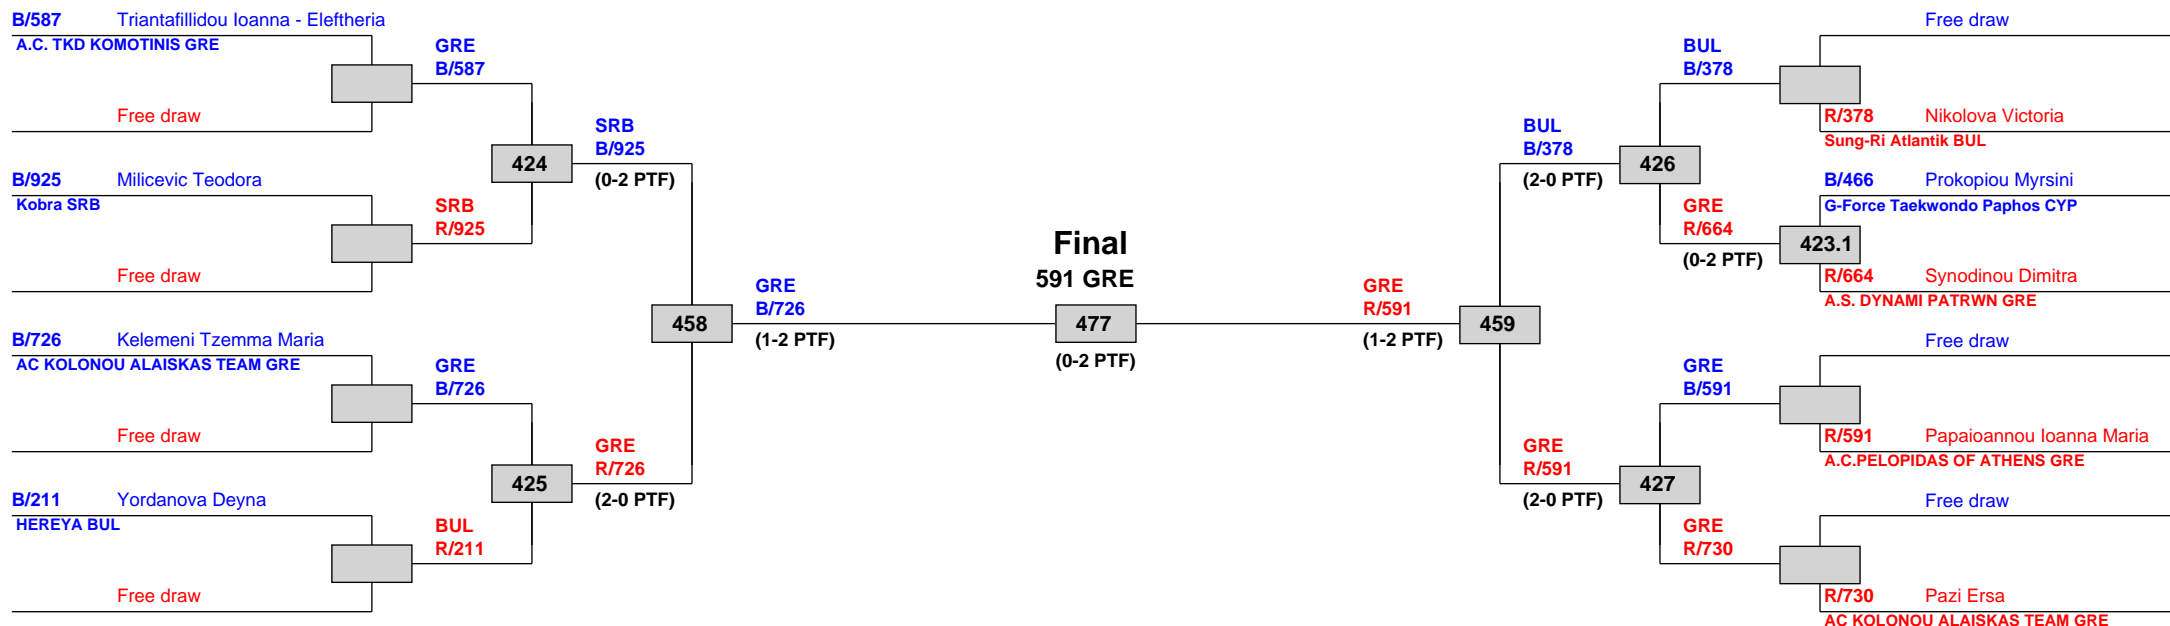 B/587 Triantafillidou Ioanna - Eleftheria
A.C. TKD KOMOTINIS GRE
Free draw
GRE
B/587
B/925 Milicevic Teodora
Kobra SRB
Free draw
SRB
R/925
424
SRB
B/925
(0-2 PTF)
B/726 Kelemeni Tzemma Maria
AC KOLONOU ALAISKAS TEAM GRE
Free draw
GRE
B/726
B/211 Yordanova Deyna
HEREYA BUL
Free draw
BUL
R/211
425
GRE
R/726
(2-0 PTF)
458
GRE
B/726
(1-2 PTF)
Final
591 GRE
477
(0-2 PTF)
GRE
R/591
(1-2 PTF)
459
BUL
B/378
(2-0 PTF)
426
BUL
B/378
Free draw
R/378 Nikolova Victoria
Sung-Ri Atlantik BUL
GRE
R/664
(0-2 PTF)
B/466 Prokopiou Myrsini
G-Force Taekwondo Paphos CYP
423.1
R/664 Synodinou Dimitra
A.S. DYNAMI PATRWN GRE
GRE
R/591
(2-0 PTF)
427
GRE
B/591
Free draw
R/591 Papaioannou Ioanna Maria
A.C.PELOPIDAS OF ATHENS GRE
GRE
R/730
Free draw
R/730 Pazi Ersa
AC KOLONOU ALAISKAS TEAM GRE